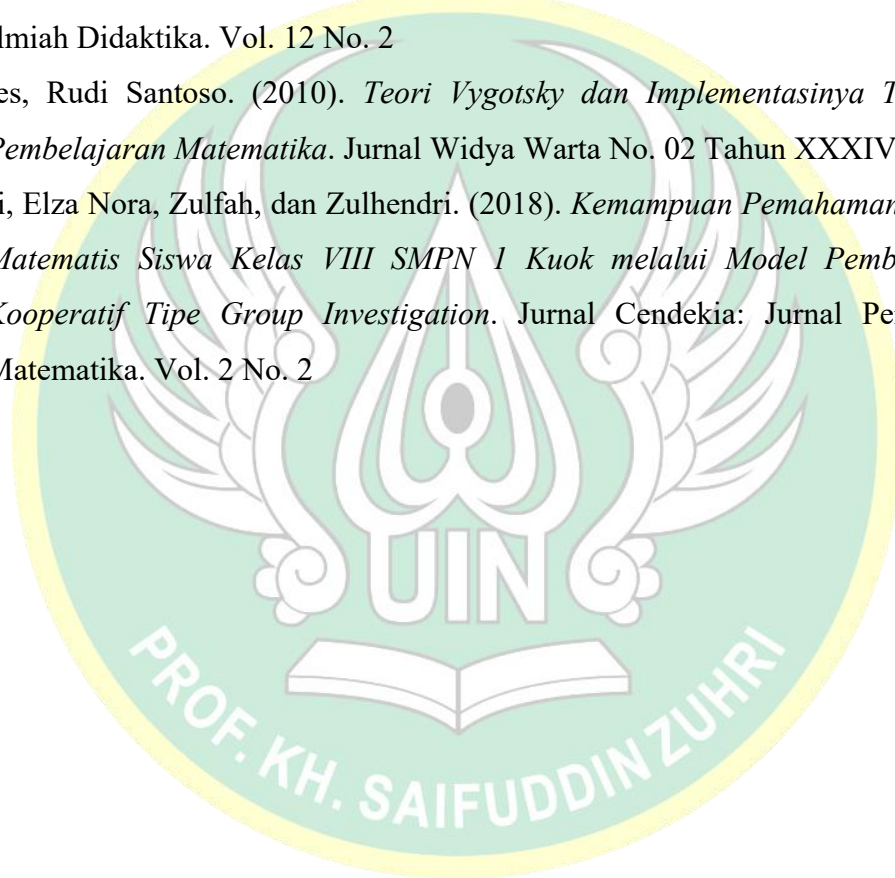 lmiah Didaktika. Vol. 12 No. 2
es, Rudi Santoso. (2010). Teori Vygotsky dan Implementasinya T
Pembelajaran Matematika. Jurnal Widya Warta No. 02 Tahun XXXIV
i, Elza Nora, Zulfah, dan Zulhendri. (2018). Kemampuan Pemahaman
Matematis Siswa Kelas VIII SMPN 1 Kuok melalui Model Pemb
Kooperatif Tipe Group Investigation. Jurnal Cendekia: Jurnal Pe
Matematika. Vol. 2 No. 2
UIN
PROF. KH. SAIFUDDIN ZUHRI